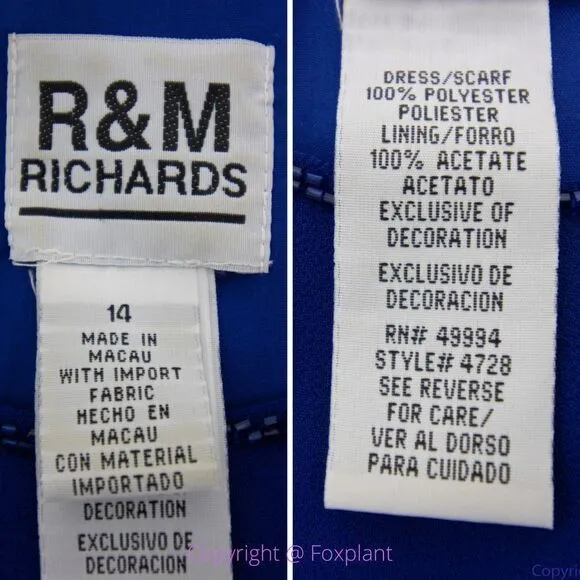 R&M
RICHARDS
14
MADE IN
MACAU
WITH IMPORT
FABRIC
HECHO EN
MACAU
CON MATERIAL
IMPORTADO
DECORATION
EXCLUSIVO DE
DECORACION
DRESS/SCARF
100% POLYESTER
POLIESTER
LINING/FORRO
100% ACETATE
ACETATO
EXCLUSIVE OF
DECORATION
EXCLUSIVO DE
DECORACION
RN# 49994
STYLE# 4728
SEE REVERSE
FOR CARE/
VER AL DORSO
PARA CUIDADO
Copyright @ Foxplant